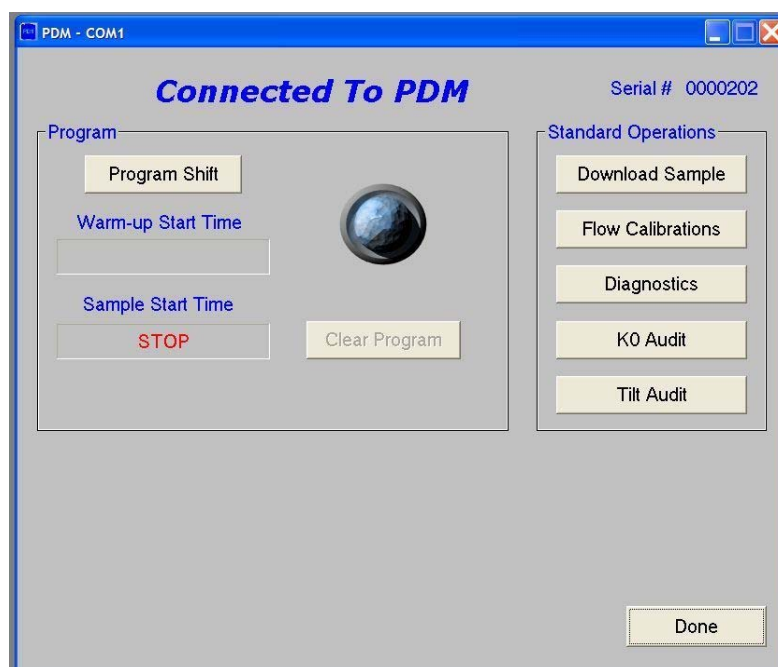 PDM - COM1
Connected To PDM
Serial # 0000202
Program
Program Shift
Warm-up Start Time
Sample Start Time
STOP
Clear Program
Standard Operations
Download Sample
Flow Calibrations
Diagnostics
K0 Audit
Tilt Audit
Done